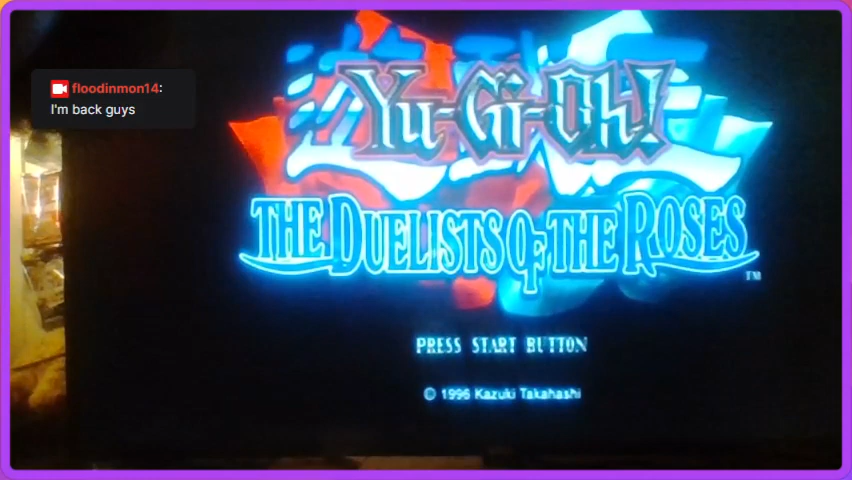 floodinmon14:
I'm back guys
Yu-Gi-Oh!
THE DUELISTS OF THE ROSES
TM
PRESS START BUTTON
© 1996 Kazuki Takahashi